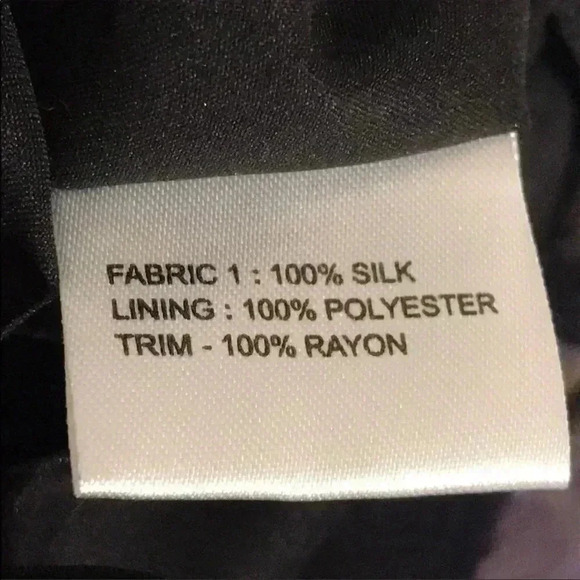 FABRIC 1 : 100% SILK
LINING : 100% POLYESTER
TRIM - 100% RAYON